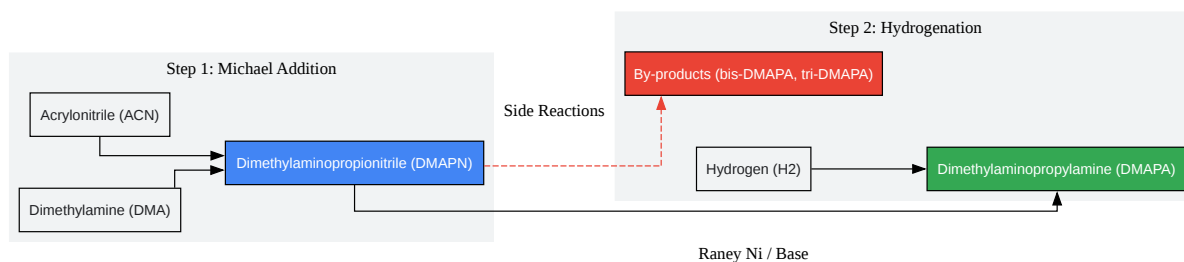 Step 1: Michael Addition
Acrylonitrile (ACN)
Dimethylamine (DMA)
Dimethylaminopropionitrile (DMAPN)
Side Reactions
Step 2: Hydrogenation
By-products (bis-DMAPA, tri-DMAPA)
Hydrogen (H2)
Dimethylaminopropylamine (DMAPA)
Raney Ni / Base